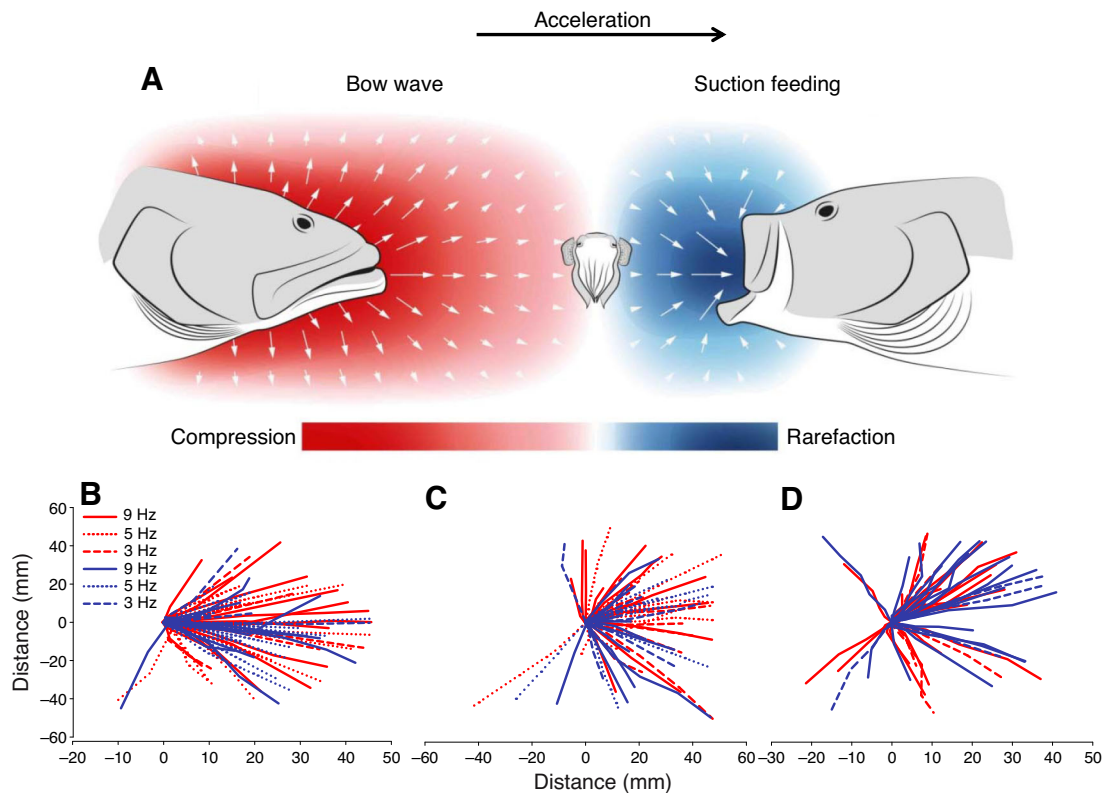 Acceleration
A
Bow wave
Suction feeding
Compression
Rarefaction
B
C
D
9 Hz
5 Hz
3 Hz
9 Hz
5 Hz
3 Hz
Distance (mm)
60
40
20
0
–20
–40
–60
–20 –10 0 10 20 30 40 50
–60 –40 –20 0 20 40 60
–30 –20 –10 0 10 20 30 40 50
Distance (mm)